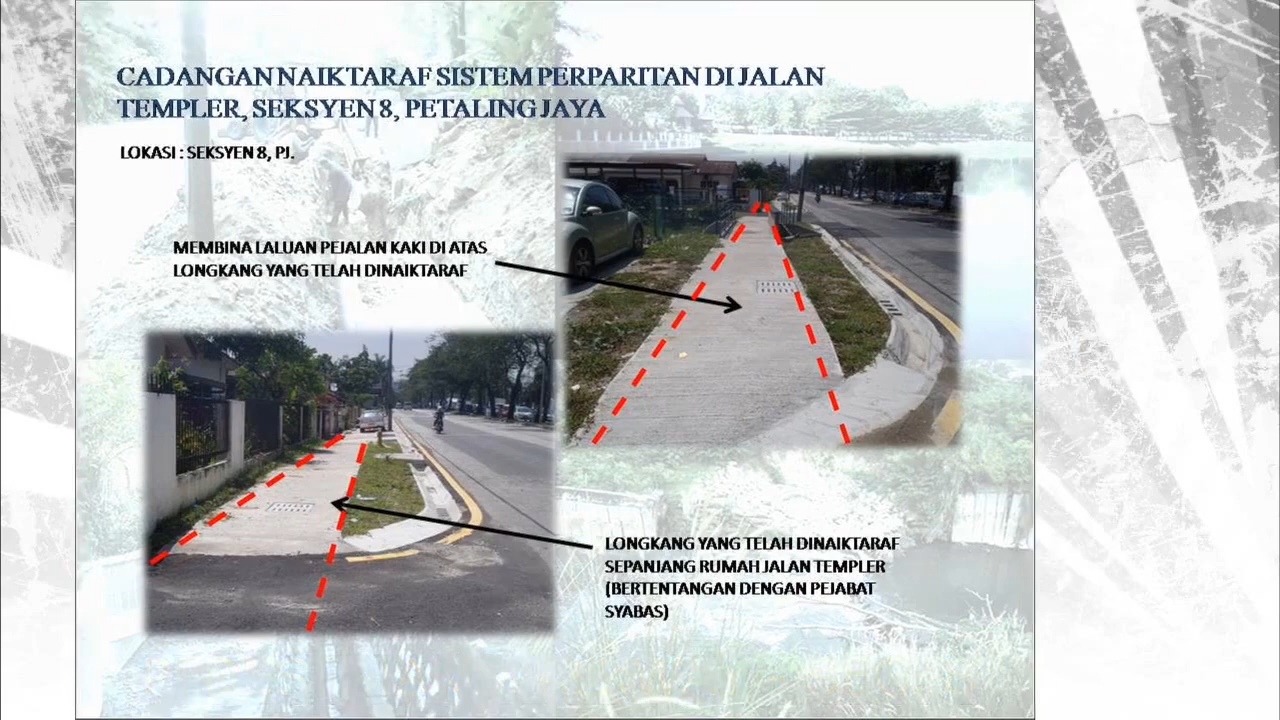 CADANGAN NAIKTARAF SISTEM PERPARITAN DI JALAN
TEMPLER, SEKSYEN 8, PETALING JAYA
LOKASI : SEKSYEN 8, PJ.
MEMBINA LALUAN PEJALAN KAKI DI ATAS
LONGKANG YANG TELAH DINAIKTARAF
LONGKANG YANG TELAH DINAIKTARAF
SEPANJANG RUMAH JALAN TEMPLER
(BERTENTANGAN DENGAN PEJABAT
SYABAS)